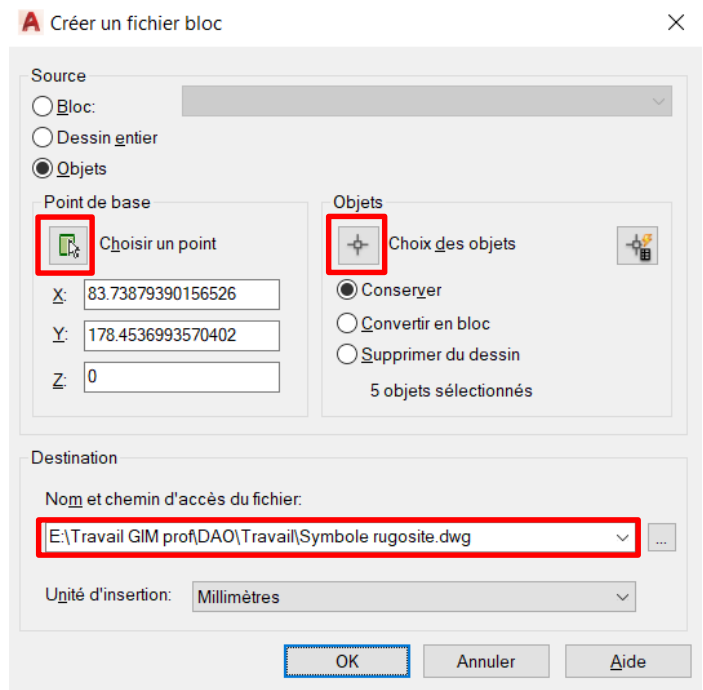 Créer un fichier bloc
Source
Bloc:
Dessin entier
Objets
Point de base
Choisir un point
X: 83.73879390156526
Y: 178.4536993570402
Z: 0
Objets
Choix des objets
Conserver
Convertir en bloc
Supprimer du dessin
5 objets sélectionnés
Destination
Nom et chemin d'accès du fichier:
E:\Travail GIM prof\DAO\Travail\Symbole rugosite.dwg
...
Unité d'insertion: Millimètres
OK Annuler Aide